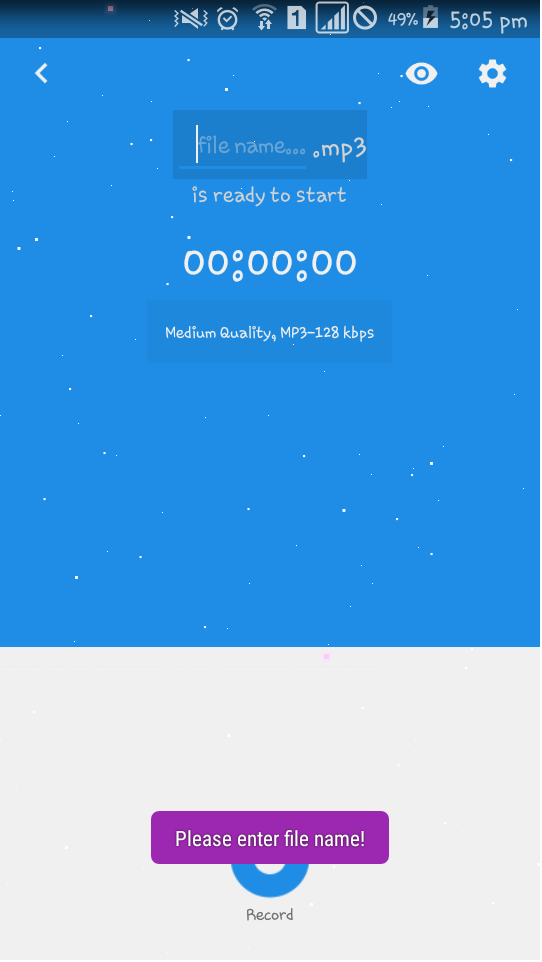 1 49% 5:05 pm
file name... .mp3
is ready to start
00:00:00
Medium Quality, MP3-128 kbps
Please enter file name!
Record